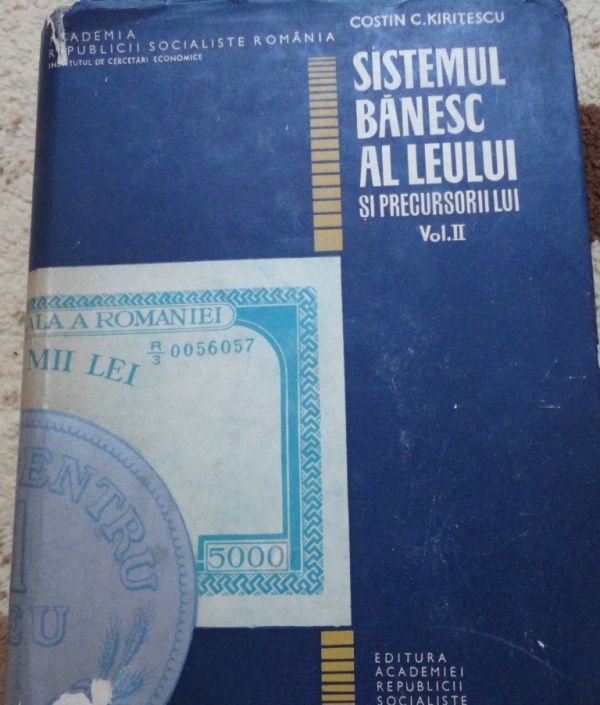 COSTIN C. KIRIȚESCU
ACADEMIA
REPUBLICII SOCIALISTE ROMÂNIA
INSTITUTUL DE CERCETĂRI ECONOMICE
SISTEMUL
BĂNESC
AL LEULUI
ȘI PRECURSORII LUI
Vol. II
ALA A ROMANIEI
R/3 0056057
MII LEI
ENTRU
5000
EU
EDITURA
ACADEMIEI
REPUBLICII
SOCIALISTE